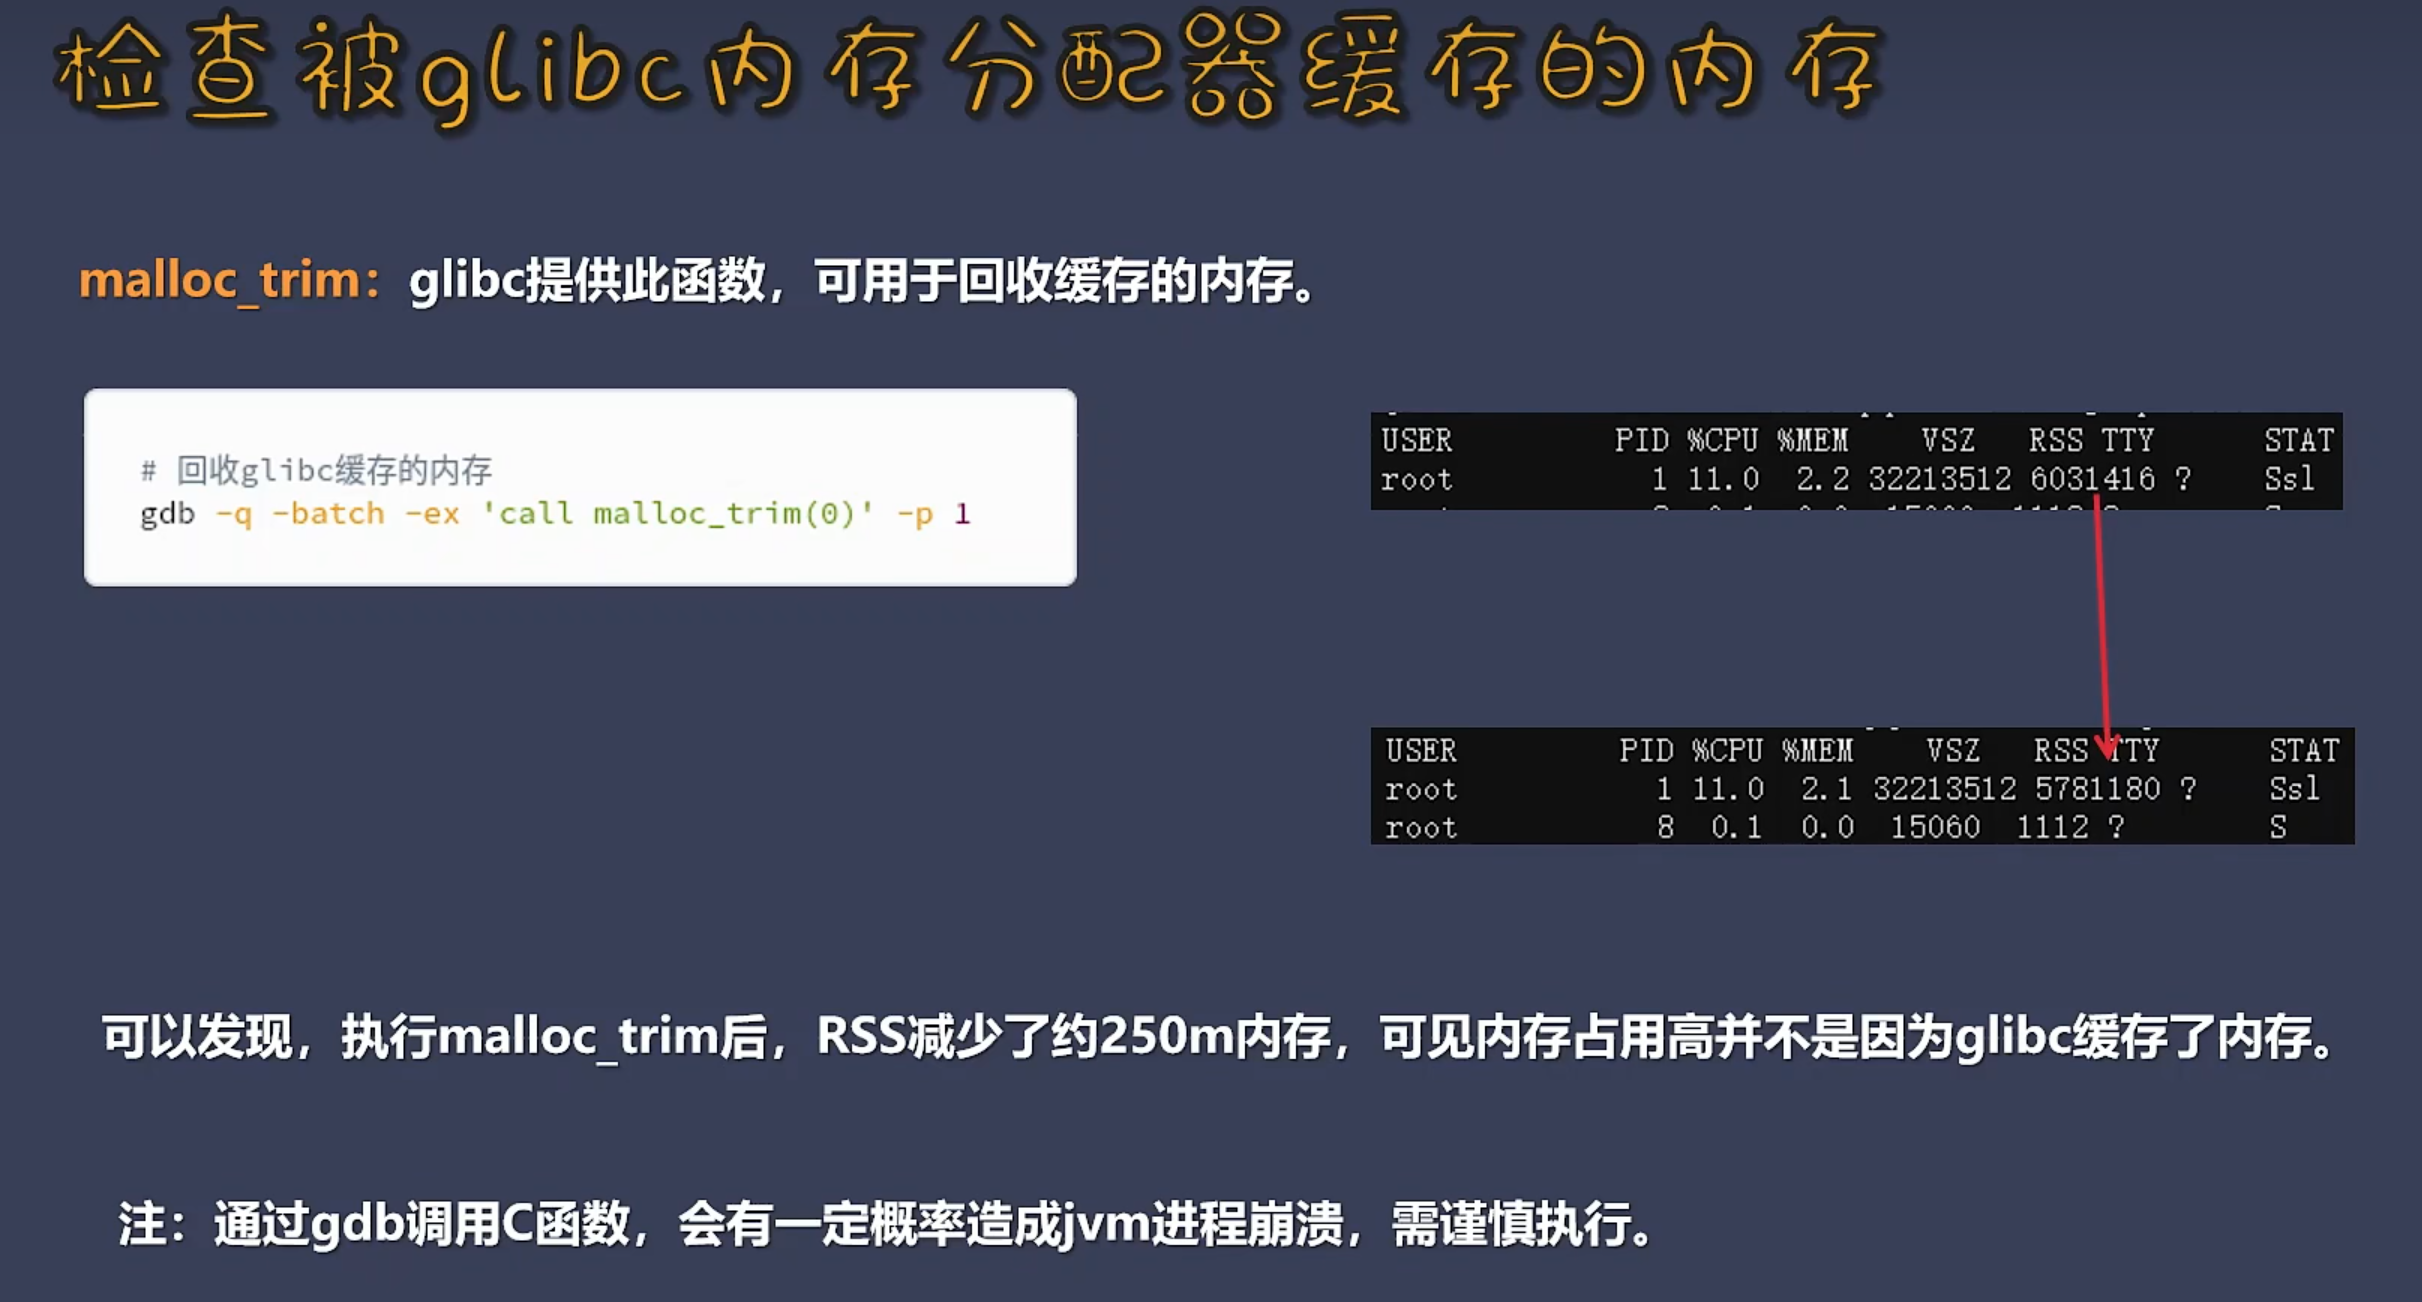 检查被glibc内存分配器缓存的内存
malloc_trim：glibc提供此函数，可用于回收缓存的内存。
# 回收glibc缓存的内存
gdb -q -batch -ex 'call malloc_trim(0)' -p 1
USER PID %CPU %MEM VSZ RSS TTY STAT
root 1 11.0 2.2 32213512 6031416 ? Ssl
USER PID %CPU %MEM VSZ RSS TTY STAT
root 1 11.0 2.1 32213512 5781180 ? Ssl
root 8 0.1 0.0 15060 1112 ? S
可以发现，执行malloc_trim后，RSS减少了约250m内存，可见内存占用高并不是因为glibc缓存了内存。
注：通过gdb调用C函数，会有一定概率造成jvm进程崩溃，需谨慎执行。